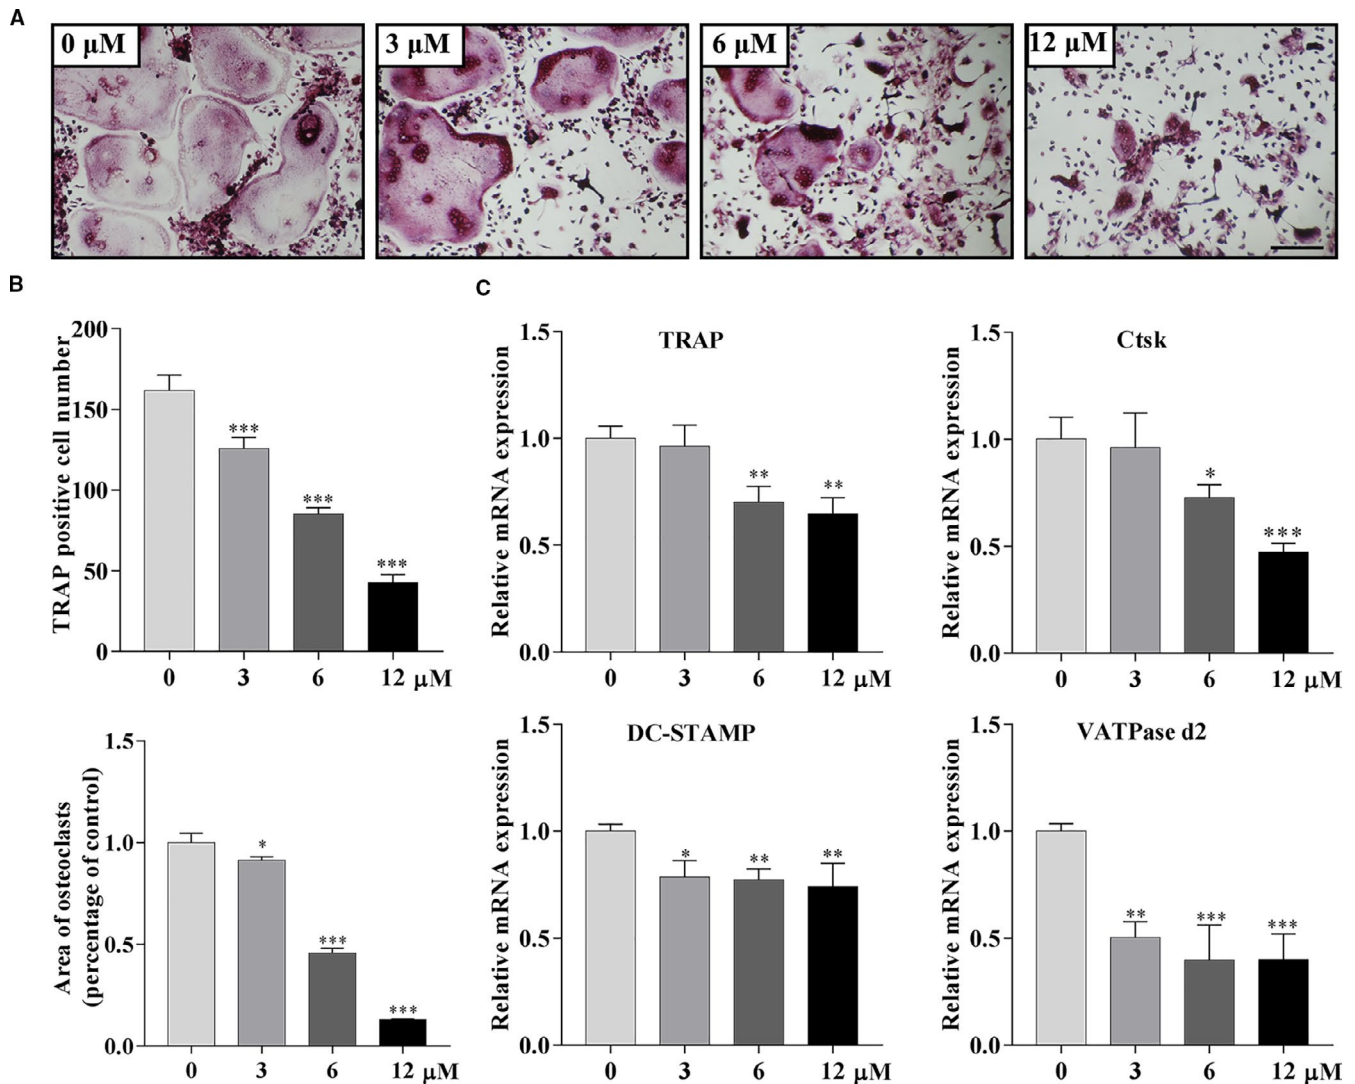 A
0 μM
3 μM
6 μM
12 μM
B
C
TRAP positive cell number
200
150
100
50
0
***
***
***
0 3 6 12 μM
TRAP
Relative mRNA expression
1.5
1.0
0.5
0.0
**
**
0 3 6 12 μM
Ctsk
Relative mRNA expression
1.5
1.0
0.5
0.0
*
***
0 3 6 12 μM
Area of osteoclasts
(percentage of control)
1.5
1.0
0.5
0.0
*
***
***
0 3 6 12 μM
DC-STAMP
Relative mRNA expression
1.5
1.0
0.5
0.0
*
**
**
0 3 6 12 μM
VATPase d2
Relative mRNA expression
1.5
1.0
0.5
0.0
**
***
***
0 3 6 12 μM